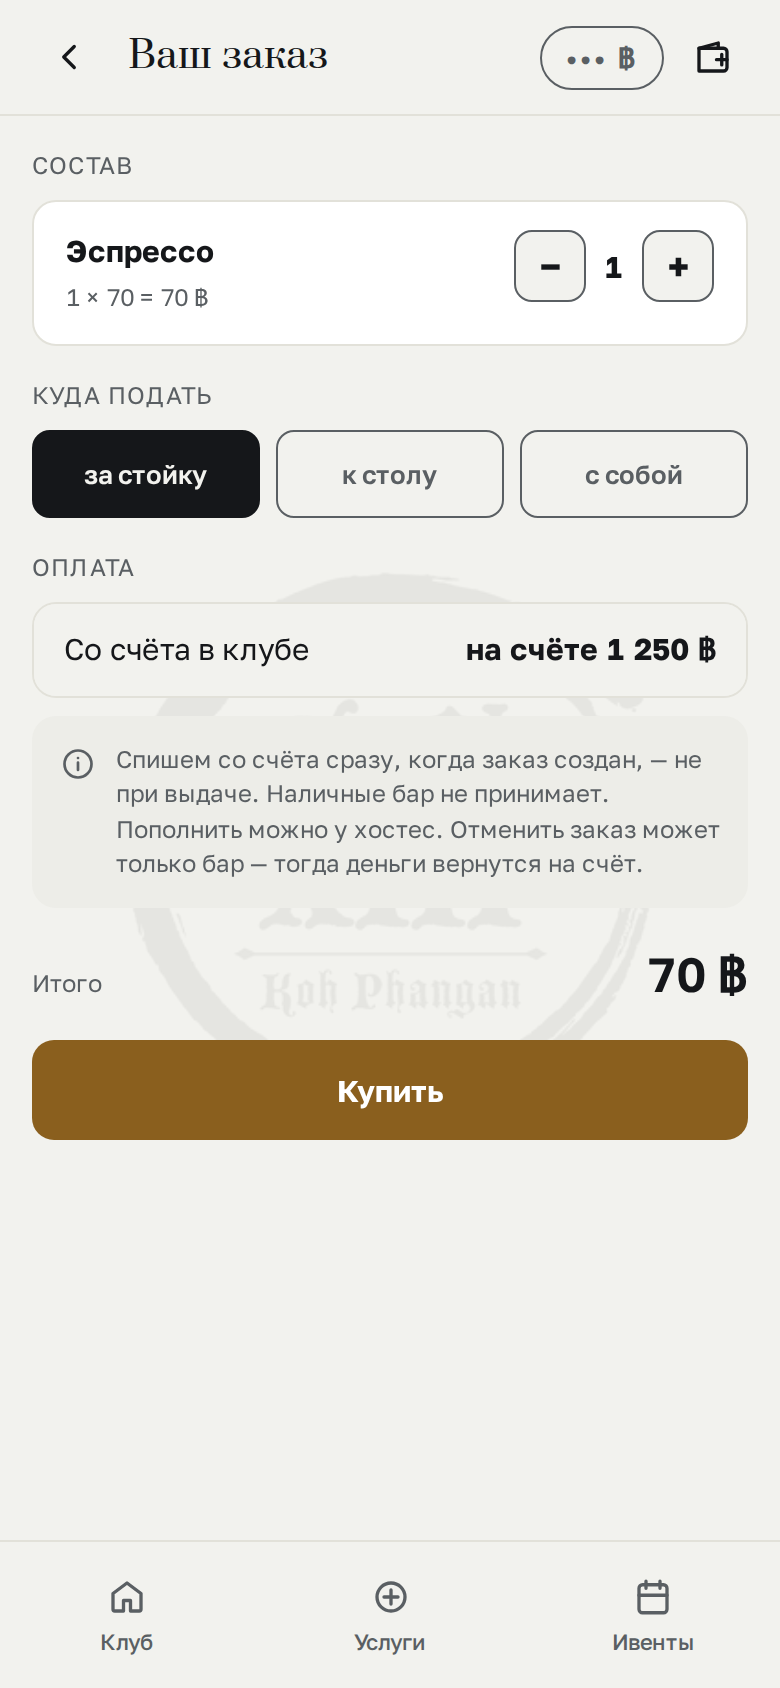 Ваш заказ
••• ฿
СОСТАВ
Эспрессо
1 × 70 = 70 ฿
− 1 +
КУДА ПОДАТЬ
за стойку
к столу
с собой
ОПЛАТА
Со счёта в клубе
на счёте 1 250 ฿
Спишем со счёта сразу, когда заказ создан, — не
при выдаче. Наличные бар не принимает.
Пополнить можно у хостес. Отменить заказ может
только бар — тогда деньги вернутся на счёт.
Koh Phangan
Итого
70 ฿
Купить
Клуб
Услуги
Ивенты